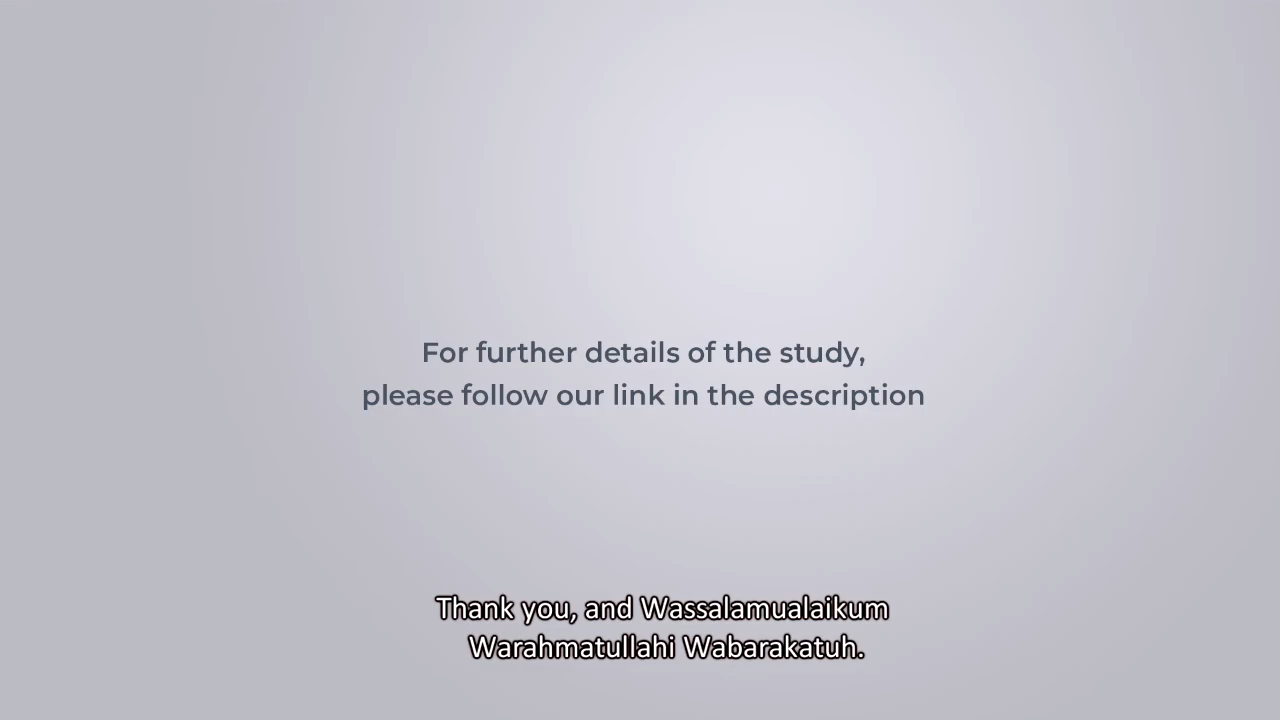 For further details of the study,
please follow our link in the description
Thank you, and Wassalamualaikum
Warahmatullahi Wabarakatuh.